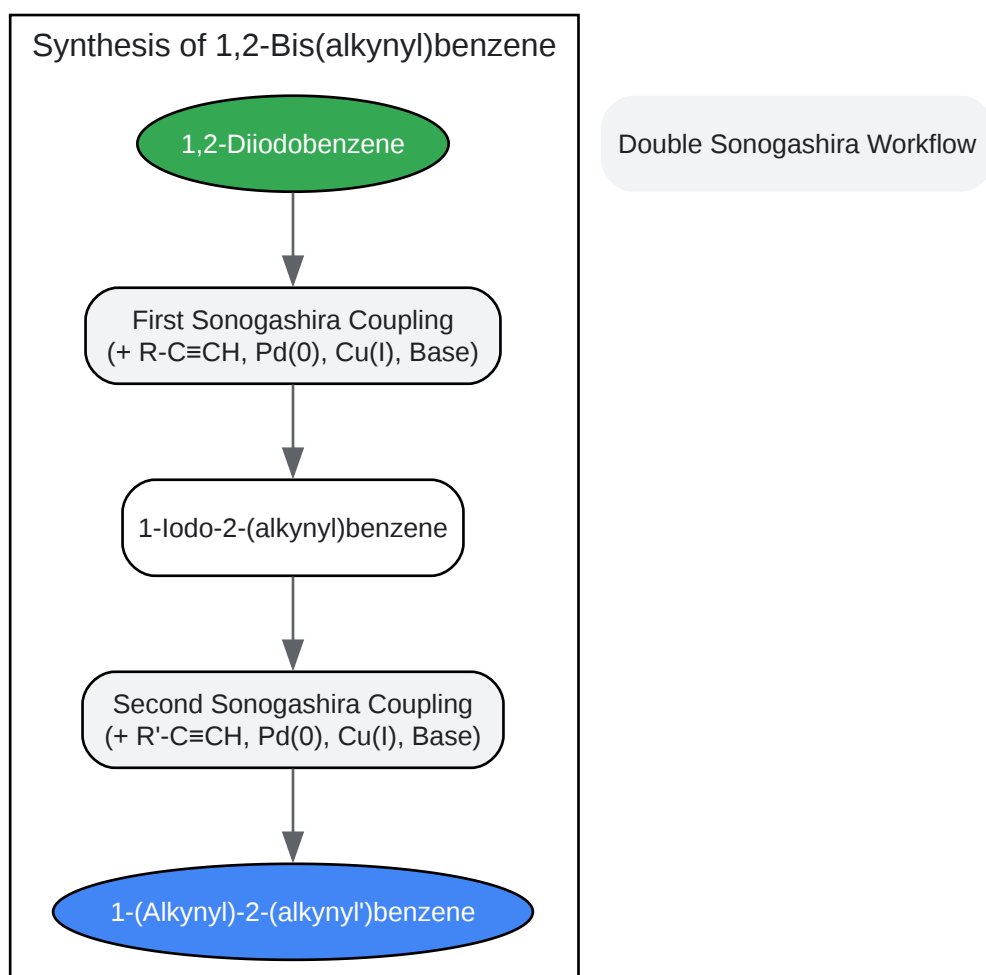 Synthesis of 1,2-Bis(alkynyl)benzene
1,2-Diiodobenzene
Double Sonogashira Workflow
First Sonogashira Coupling
(+ R-C≡CH, Pd(0), Cu(I), Base)
1-Iodo-2-(alkynyl)benzene
Second Sonogashira Coupling
(+ R'-C≡CH, Pd(0), Cu(I), Base)
1-(Alkynyl)-2-(alkynyl')benzene